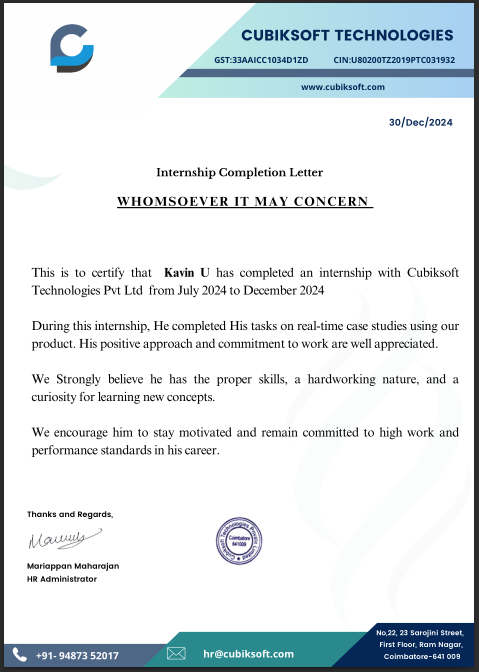 CUBIKSOFT TECHNOLOGIES
GST:33AAICC1034D1ZD CIN:U80200TZ2019PTC031932
www.cubiksoft.com
30/Dec/2024
Internship Completion Letter
WHOMSOEVER IT MAY CONCERN
This is to certify that Kavin U has completed an internship with Cubiksoft
Technologies Pvt Ltd from July 2024 to December 2024
During this internship, He completed His tasks on real-time case studies using our
product. His positive approach and commitment to work are well appreciated.
We Strongly believe he has the proper skills, a hardworking nature, and a
curiosity for learning new concepts.
We encourage him to stay motivated and remain committed to high work and
performance standards in his career.
Thanks and Regards,
Cubiksoft Technologies Private Limited
Coimbatore
641009
Mariappan Maharajan
HR Administrator
+91- 94873 52017
hr@cubiksoft.com
No,22, 23 Sarojini Street,
First Floor, Ram Nagar,
Coimbatore-641 009